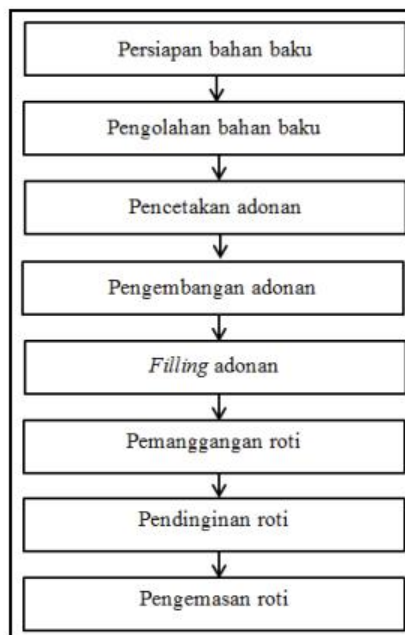 Persiapan bahan baku
Pengolahan bahan baku
Pencetakan adonan
Pengembangan adonan
Filling adonan
Pemanggangan roti
Pendinginan roti
Pengemasan roti